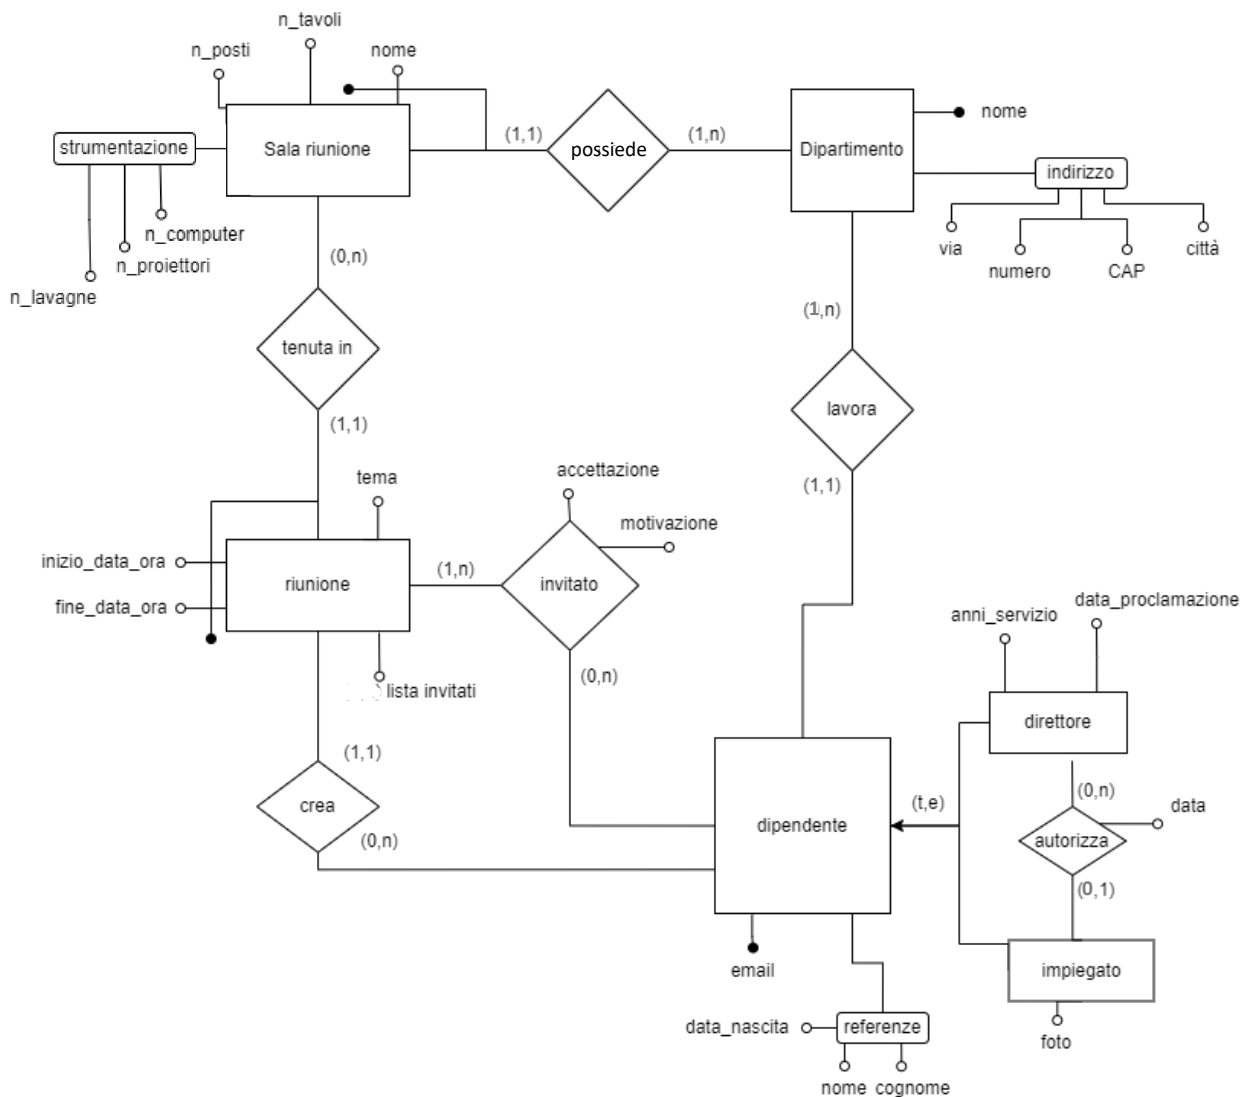 n_tavoli
n_posti
nome
strumentazione
Sala riunione
(1,1)
possiede
(1,n)
Dipartimento
nome
indirizzo
n_computer
n_proiettori
n_lavagne
(0,n)
via
numero
CAP
città
tenuta in
(1,n)
lavora
(1,1)
(1,1)
tema
accettazione
motivazione
inizio_data_ora
fine_data_ora
riunione
(1,n)
invitato
(0,n)
lista invitati
anni_servizio
data_proclamazione
direttore
(1,1)
crea
(0,n)
dipendente
(t,e)
(0,n)
data
autorizza
(0,1)
email
impiegato
foto
data_nascita
referenze
nome
cognome